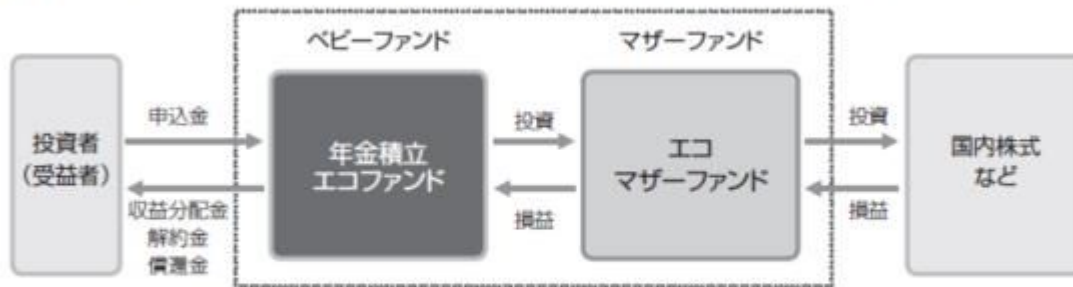 ベビーファンド
マザーファンド
投資者
（受益者）
申込金
収益分配金
解約金
償還金
年金積立
エコファンド
投資
損益
エコ
マザーファンド
投資
損益
国内株式
など